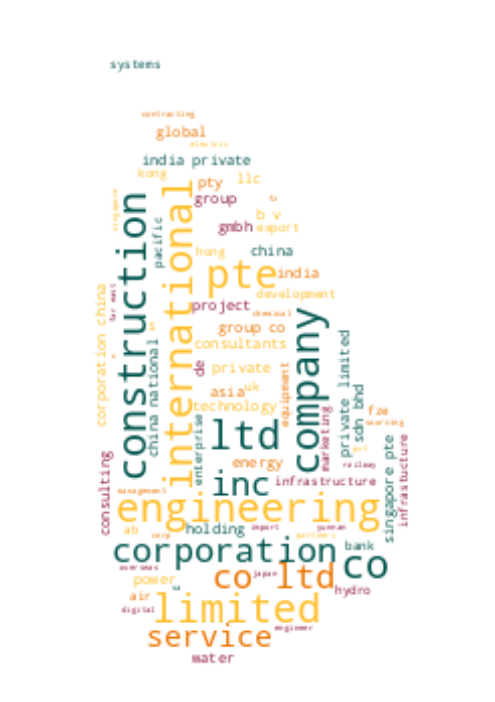 systems
contracting
global
electric
india private
kong
pty
llc
singapore
group
construction
international
b v
gmbh
export
pacific
hong
china
pte
india
corporation china
far east
development
project
chemical
company
group co
consultants
china national
private limited
de
private
equipment
asia
uk
technology
sdn bhd
fze
sourcing
marketing
enterprise
ltd
singapore pte
infrastucture
consulting
energy
railway
inc
infrastructure
management
engineering
ab
corp
holding
import
yunnan
partners
corporation
bank
co
overseas
power
co ltd
japan
hydro
air
digital
limited
service
engineer
water